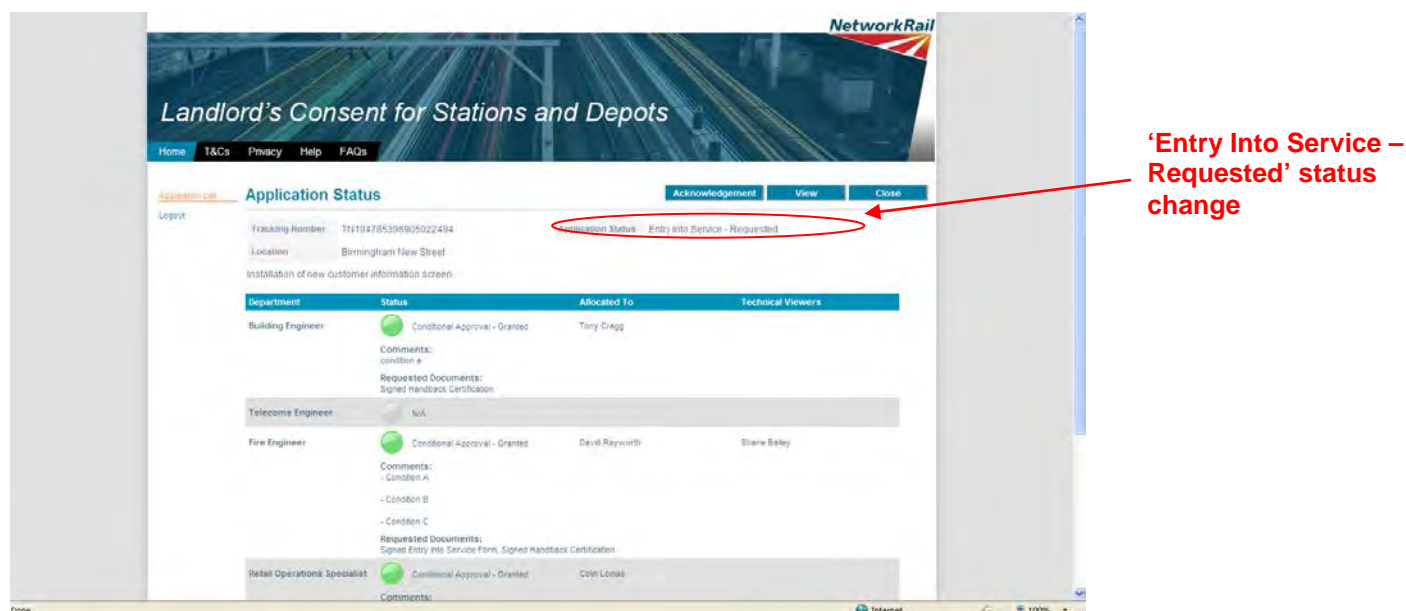 NetworkRail
Landlord's Consent for Stations and Depots
Home T&Cs Privacy Help FAQs
Application List
Logout
Application Status
Acknowledgement View Close
Tracking Number TN194785396905022494 Application Status Entry Into Service - Requested
Location Birmingham New Street
Installation of new customer information screen
Department Status Allocated To Technical Viewers
Building Engineer Conditional Approval - Granted Tony Cragg
Comments:
condition a
Requested Documents:
Signed Handback Certification
Telecoms Engineer N/A
Fire Engineer Conditional Approval - Granted David Rayworth Shane Bailey
Comments:
- Condition A
- Condition B
- Condition C
Requested Documents:
Signed Entry Into Service Form, Signed Handback Certification
Retail Operations Specialist Conditional Approval - Granted Colin Lomas
Comments:
Done Internet 100%
‘Entry Into Service –
Requested’ status
change